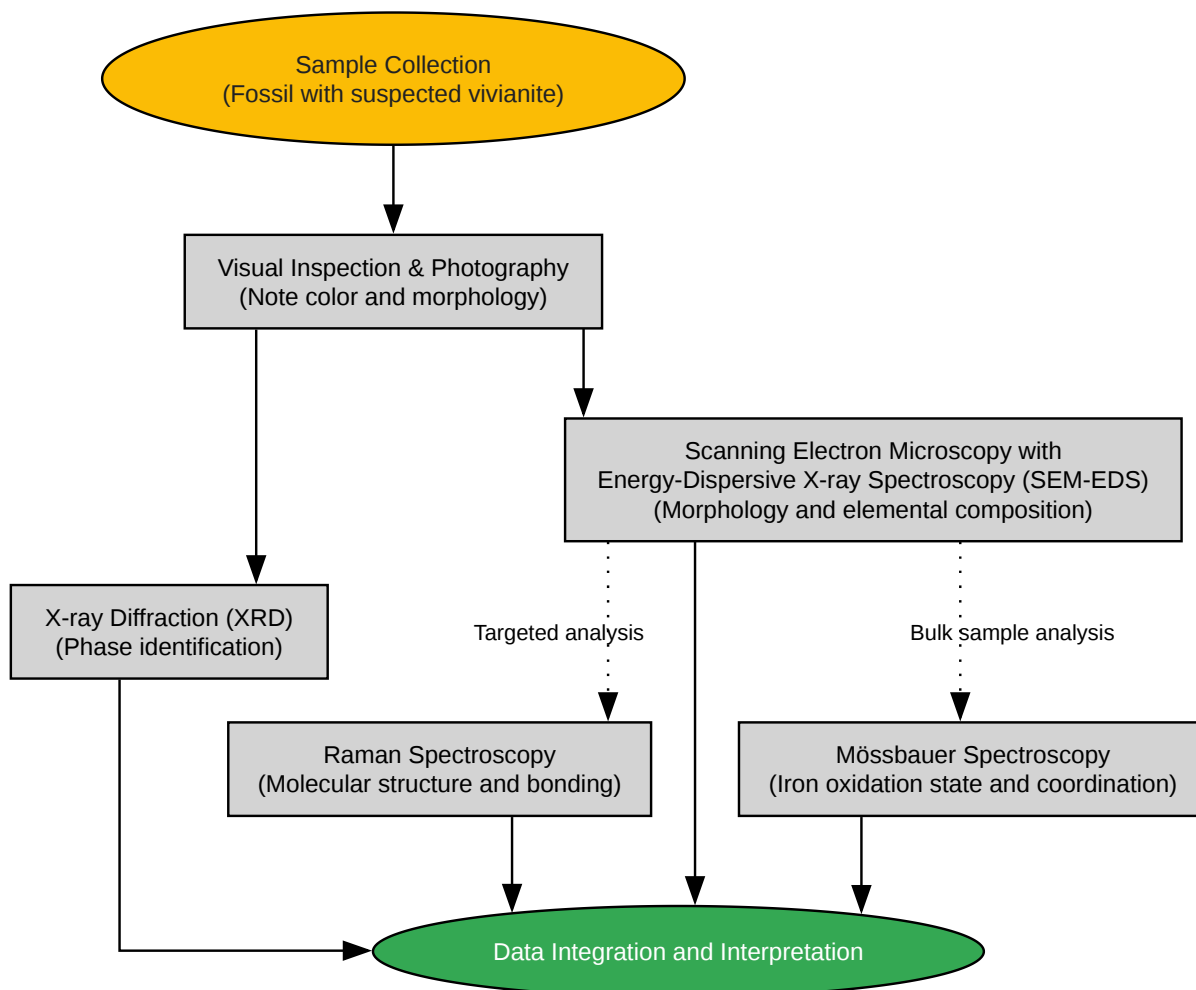 Sample Collection
(Fossil with suspected vivianite)
Visual Inspection & Photography
(Note color and morphology)
Scanning Electron Microscopy with
Energy-Dispersive X-ray Spectroscopy (SEM-EDS)
(Morphology and elemental composition)
X-ray Diffraction (XRD)
(Phase identification)
Targeted analysis
Bulk sample analysis
Raman Spectroscopy
(Molecular structure and bonding)
Mössbauer Spectroscopy
(Iron oxidation state and coordination)
Data Integration and Interpretation